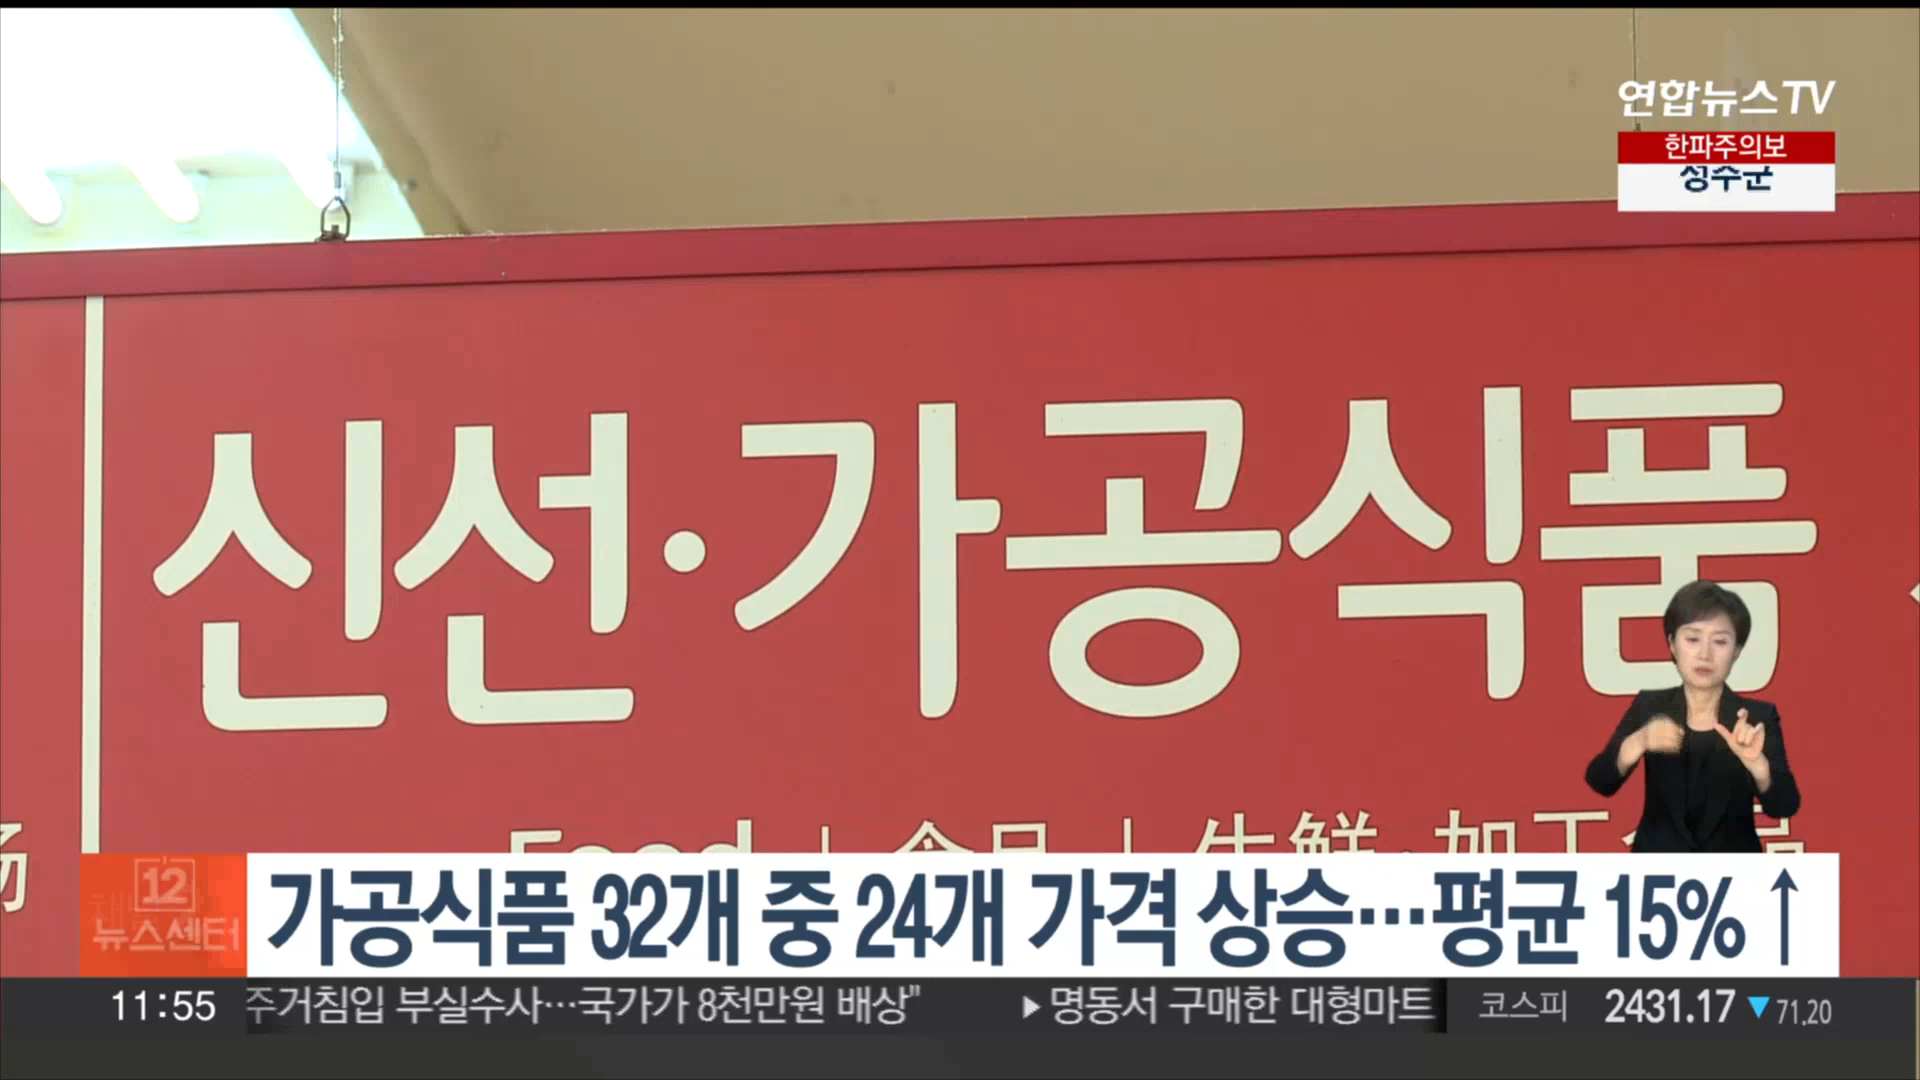 연합뉴스TV
한파주의보
신선·가공식품
12
뉴스센터
가공식품 32개 중 24개 가격 상승…평균 15%↑
11:55 주거침입 부실수사…국가가 8천만원 배상" ▶명동서 구매한 대형마트 코스피 2431.17 ▼71.20